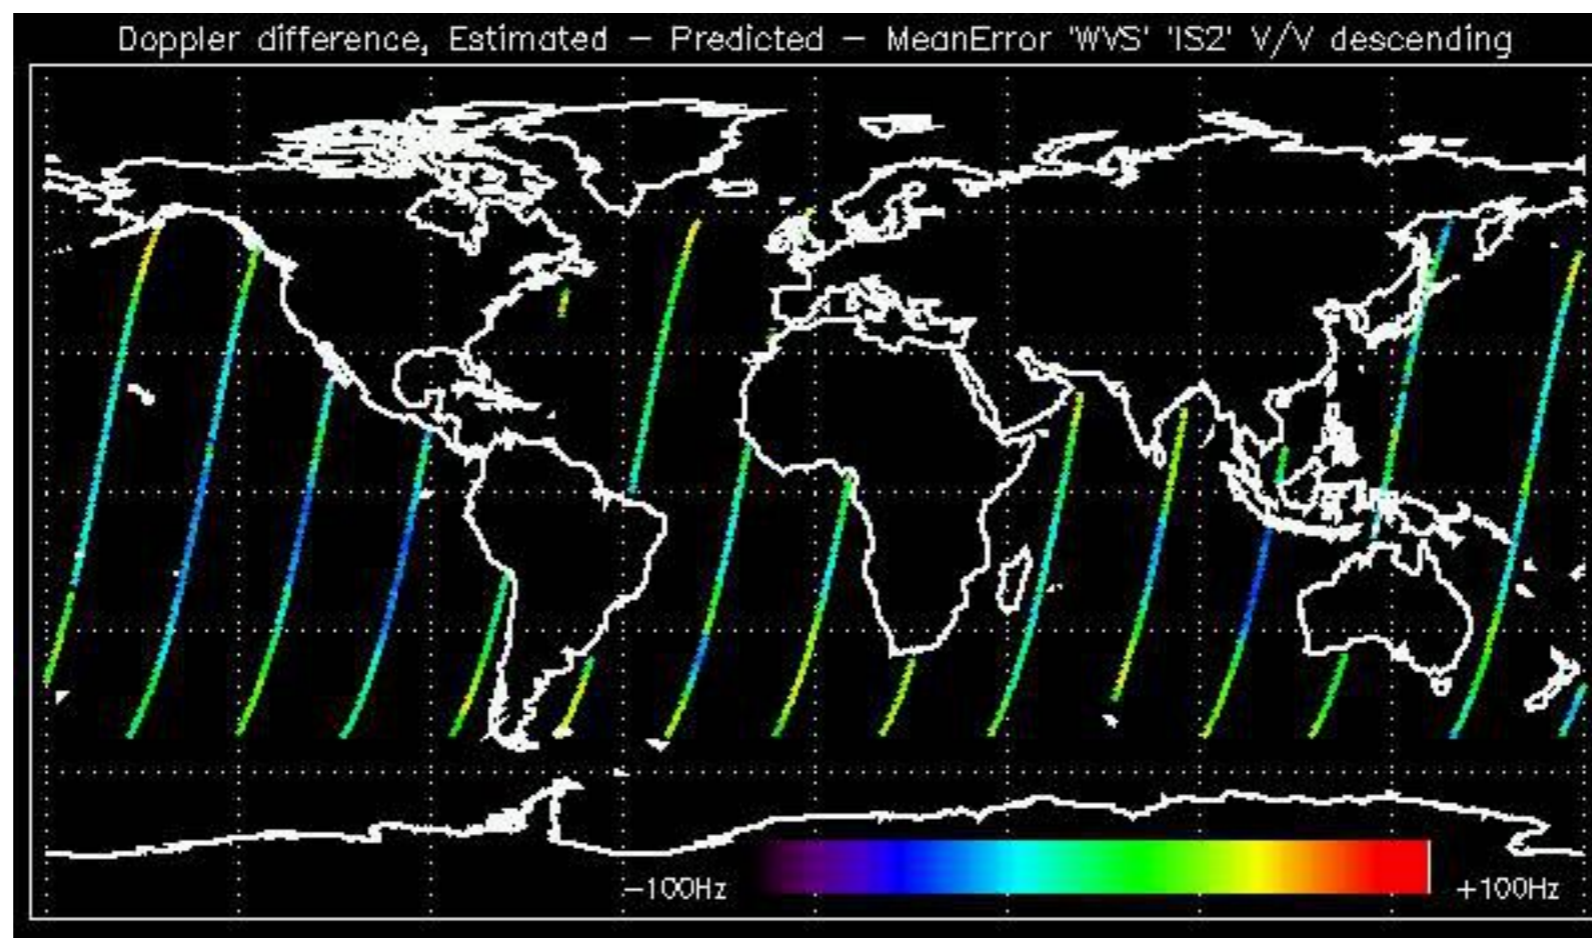 Doppler difference, Estimated – Predicted – MeanError 'WVS' 'IS2' V/V descending
–100Hz +100Hz